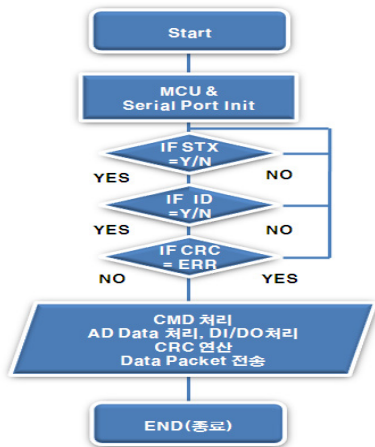 Start
MCU &
Serial Port Init
IF STX
=Y/N
YES
NO
IF ID
=Y/N
YES
NO
IF CRC
= ERR
NO
YES
CMD 처리
AD Data 처리, DI/DO처리
CRC 연산
Data Packet 전송
END(종료)